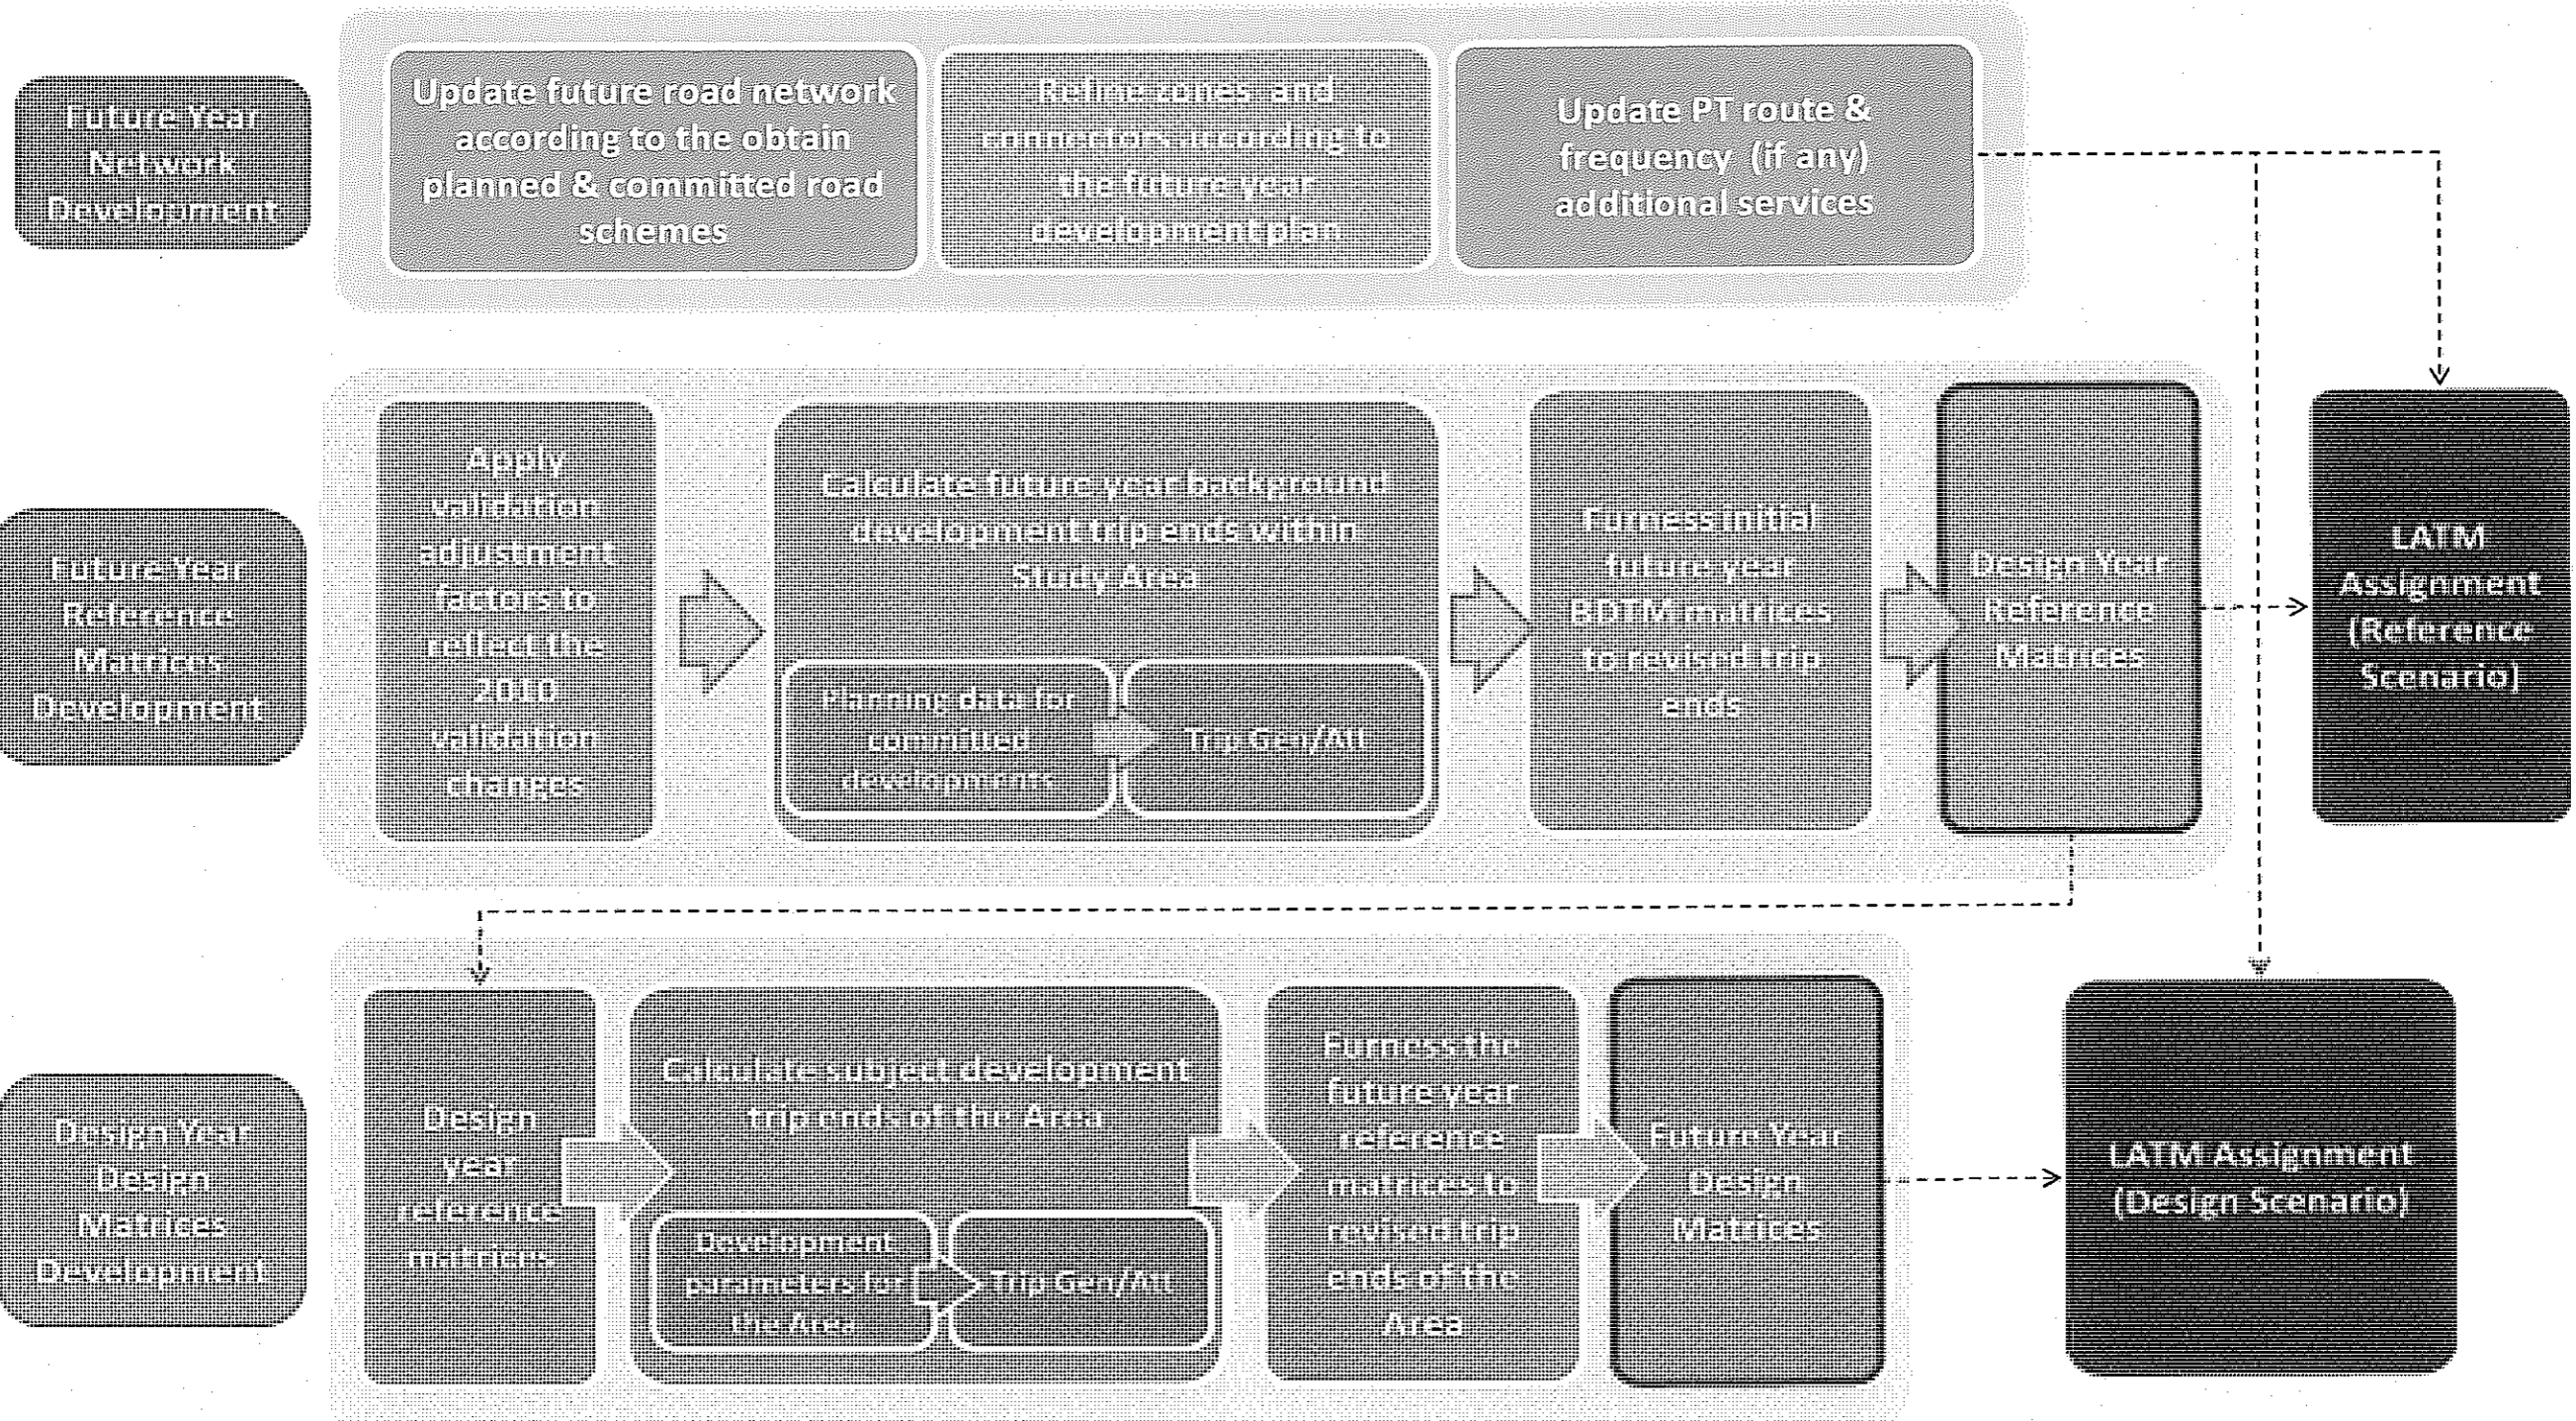 Future Year
Network
Development
Update future road network
according to the obtain
planned & committed road
schemes
Refine zones and
connectors according to
the future year
development plan
Update PT route &
frequency (if any)
additional services
Future Year
Reference
Matrices
Development
Apply
validation
adjustment
factors to
reflect the
2010
validation
changes
Calculate future year background
development trip ends within
Study Area
Planning data for
committed
developments
Trip Gen/Att
Furness initial
future year
BDTM matrices
to revised trip
ends
Design Year
Reference
Matrices
LATM
Assignment
(Reference
Scenario)
Design Year
Design
Matrices
Development
Design
year
reference
matrices
Calculate subject development
trip ends of the Area
Development
parameters for
the Area
Trip Gen/Att
Furness the
future year
reference
matrices to
revised trip
ends of the
Area
Future Year
Design
Matrices
LATM Assignment
(Design Scenario)